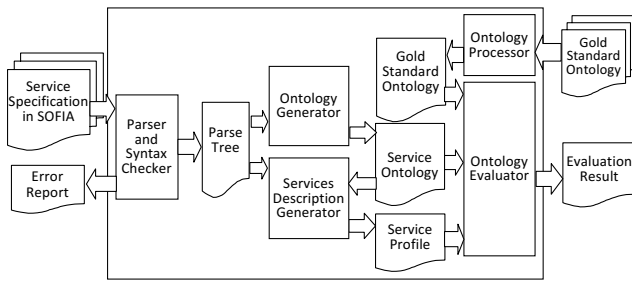 Service
Specification
in SOFIA
Error
Report
Parser
and
Syntax
Checker
Parse
Tree
Ontology
Generator
Services
Description
Generator
Gold
Standard
Ontology
Service
Ontology
Service
Profile
Ontology
Processor
Ontology
Evaluator
Gold
Standard
Ontology
Evaluation
Result